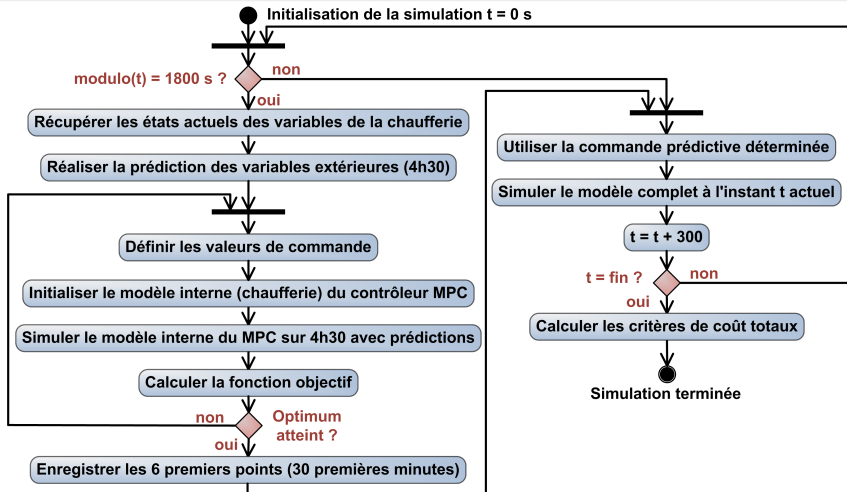 Initialisation de la simulation t = 0 s
modulo(t) = 1800 s ?
non
oui
Récupérer les états actuels des variables de la chaufferie
Réaliser la prédiction des variables extérieures (4h30)
Définir les valeurs de commande
Initialiser le modèle interne (chaufferie) du contrôleur MPC
Simuler le modèle interne du MPC sur 4h30 avec prédictions
Calculer la fonction objectif
non
Optimum
atteint ?
oui
Enregistrer les 6 premiers points (30 premières minutes)
Utiliser la commande prédictive déterminée
Simuler le modèle complet à l'instant t actuel
t = t + 300
t = fin ?
non
oui
Calculer les critères de coût totaux
Simulation terminée